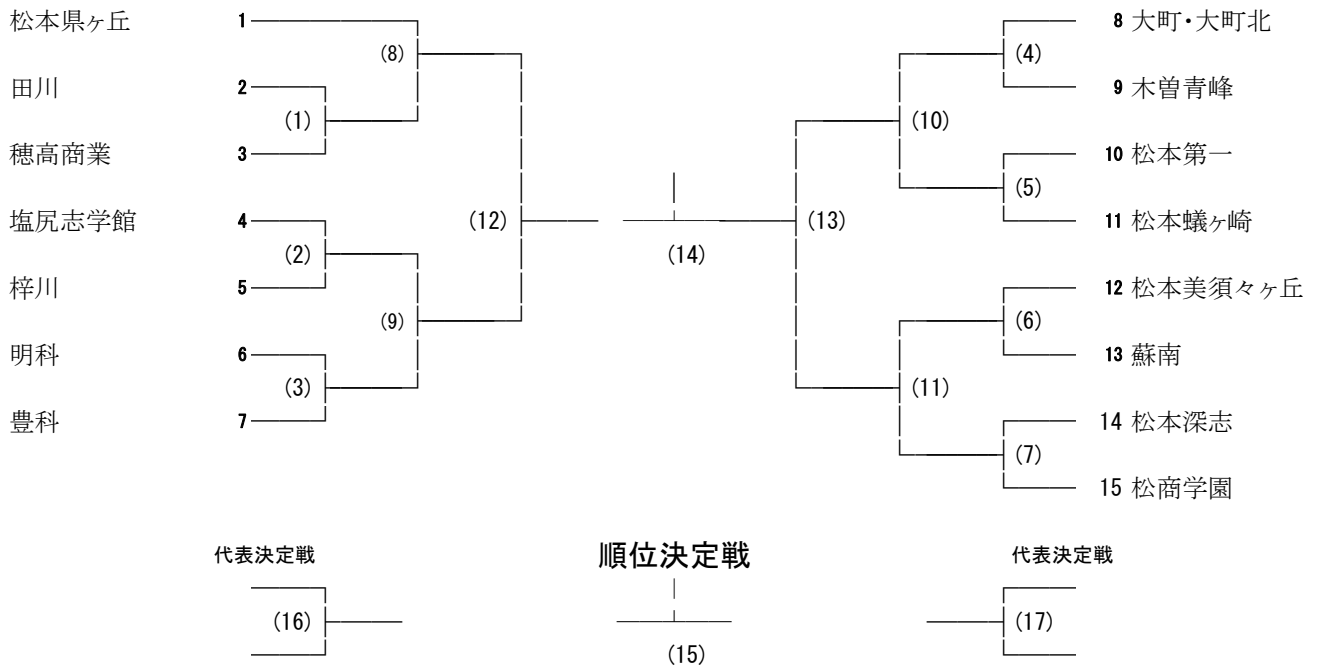 松本県ヶ丘 1
(8)
田川 2
(1)
穂高商業 3
塩尻志学館 4
(12)
(2)
梓川 5
(9)
明科 6
(3)
豊科 7
(14)
8 大町・大町北
(4)
9 木曽青峰
(10)
10 松本第一
(5)
11 松本蟻ヶ崎
(13)
12 松本美須々ヶ丘
(6)
13 蘇南
(11)
14 松本深志
(7)
15 松商学園
代表決定戦
(16)
順位決定戦
(15)
代表決定戦
(17)